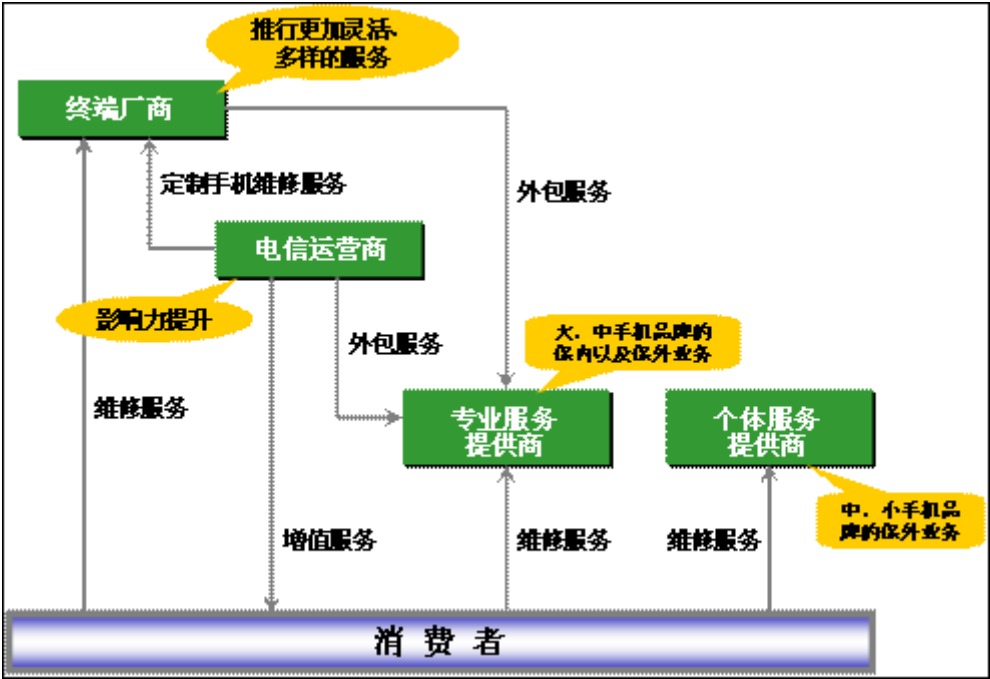 推行更加灵活、
多样的服务
终端厂商
定制手机维修服务
外包服务
电信运营商
影响力提升
外包服务
大、中手机品牌的
保内以及保外业务
维修服务
专业服务
提供商
个体服务
提供商
中、小手机品
牌的保外业务
增值服务
维修服务
维修服务
消费者